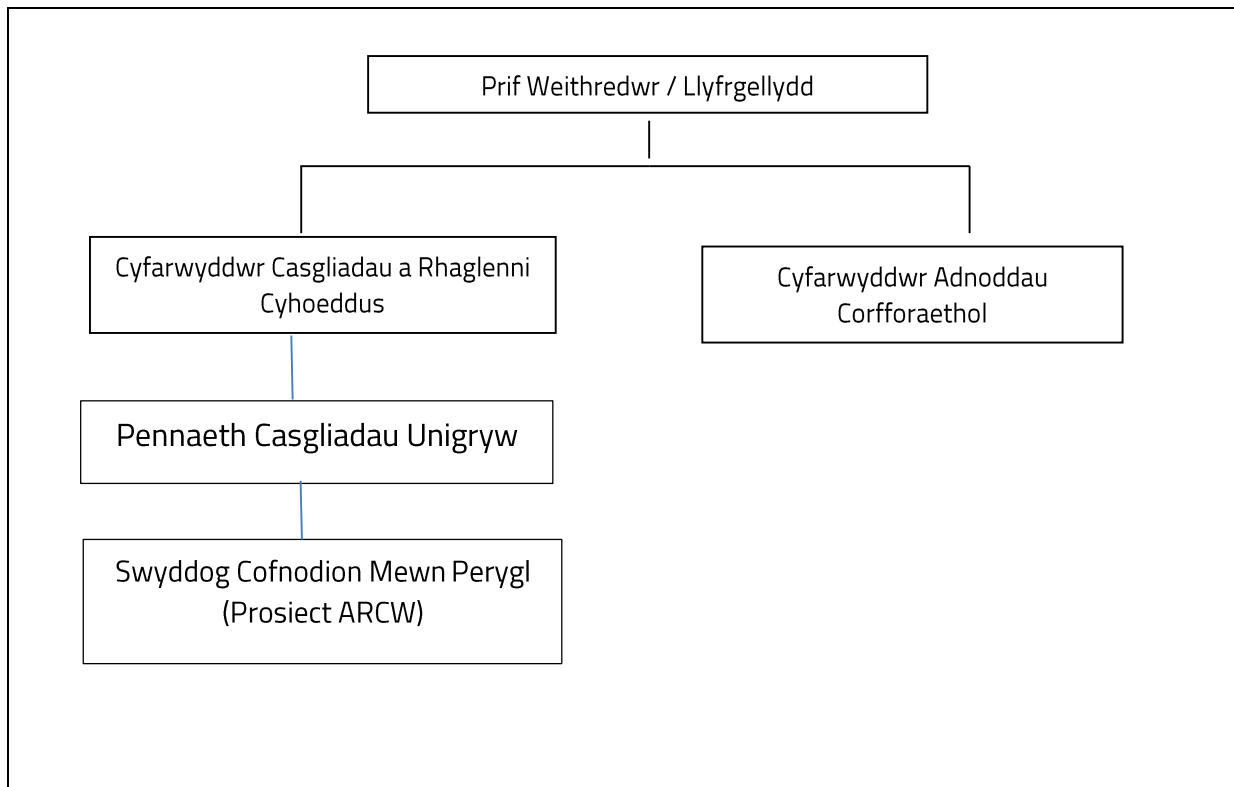 Prif Weithredwr / Llyfrgellydd
Cyfarwyddwr Casgliadau a Rhaglenni
Cyhoeddus
Cyfarwyddwr Adnoddau
Corfforaethol
Pennaeth Casgliadau Unigryw
Swyddog Cofnodion Mewn Perygl
(Prosiect ARCW)